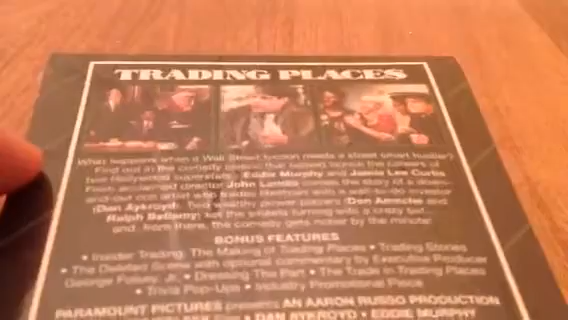 TRADING PLACES
What happens when a Wall Street tycoon needs a street smart hustler?
Find out in the comedy classic that helped launch the careers of
two Hollywood superstars: Eddie Murphy and Jamie Lee Curtis
From acclaimed director John Landis comes the story of a down-
and-out con artist who trades lifestyles with a well-to-do investor
(Dan Aykroyd). Two wealthy power players (Don Ameche and
Ralph Bellamy) set the wheels turning with a crazy bet...
and, from there, the comedy gets richer by the minute!
BONUS FEATURES
• Insider Trading: The Making of Trading Places • Trading Stories
• The Deleted Scene with optional commentary by Executive Producer
George Folsey, Jr. • Dressing The Part • The Trade in Trading Places
• Trivia Pop-Ups • Industry Promotional Piece
PARAMOUNT PICTURES presents AN AARON RUSSO PRODUCTION
DAN AYKROYD • EDDIE MURPHY